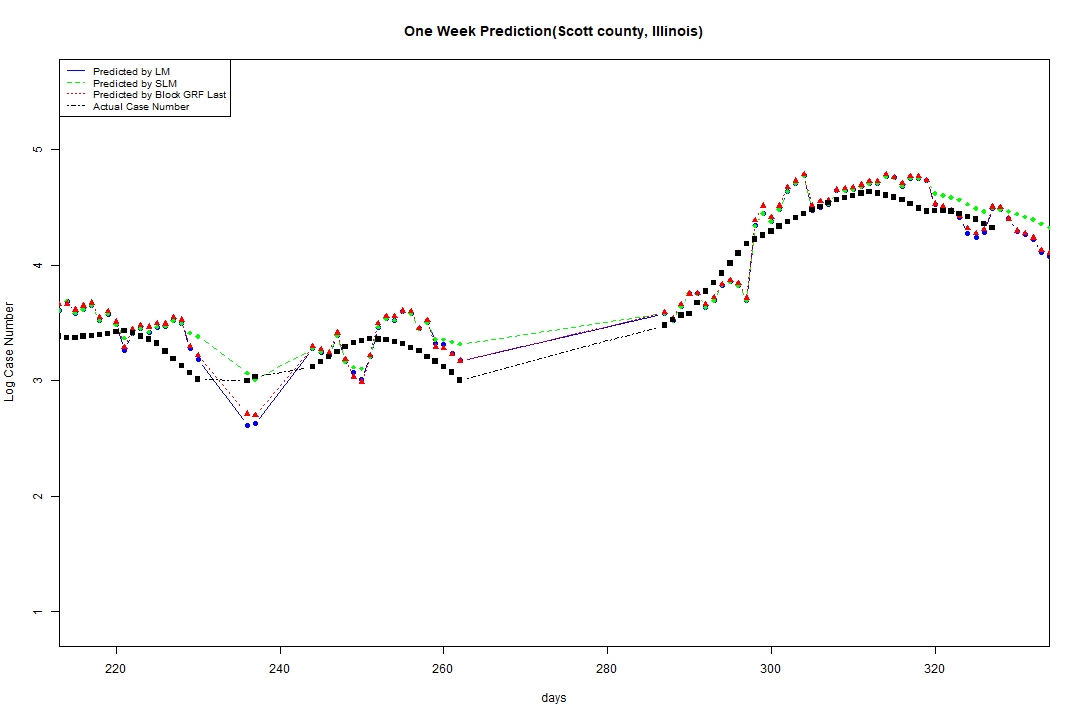 One Week Prediction(Scott county, Illinois)
Predicted by LM
Predicted by SLM
Predicted by Block GRF Last
Actual Case Number
5
4
3
2
1
Log Case Number
220 240 260 280 300 320
days